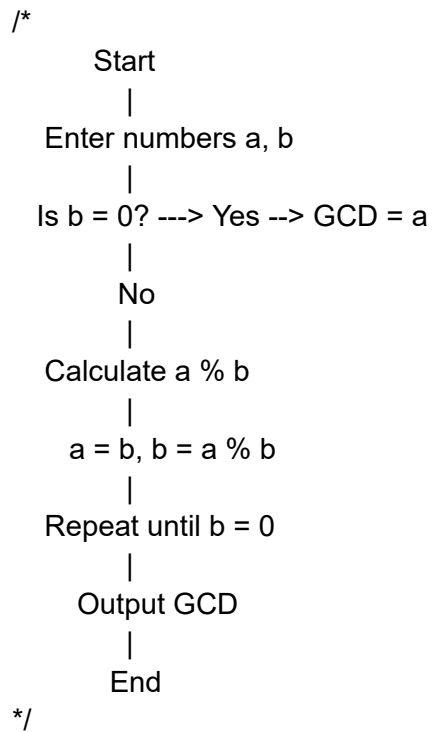 /*
Start
|
Enter numbers a, b
|
Is b = 0? ---> Yes --> GCD = a
|
No
|
Calculate a % b
|
a = b, b = a % b
|
Repeat until b = 0
|
Output GCD
|
End
*/